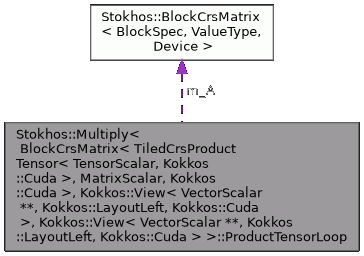 Stokhos::BlockCrsMatrix
< BlockSpec, ValueType,
Device >
m_A
Stokhos::Multiply<
BlockCrsMatrix< TiledCrsProduct
Tensor< TensorScalar, Kokkos
::Cuda >, MatrixScalar, Kokkos
::Cuda >, Kokkos::View< VectorScalar
**, Kokkos::LayoutLeft, Kokkos::Cuda
>, Kokkos::View< VectorScalar **, Kokkos
::LayoutLeft, Kokkos::Cuda > >::ProductTensorLoop